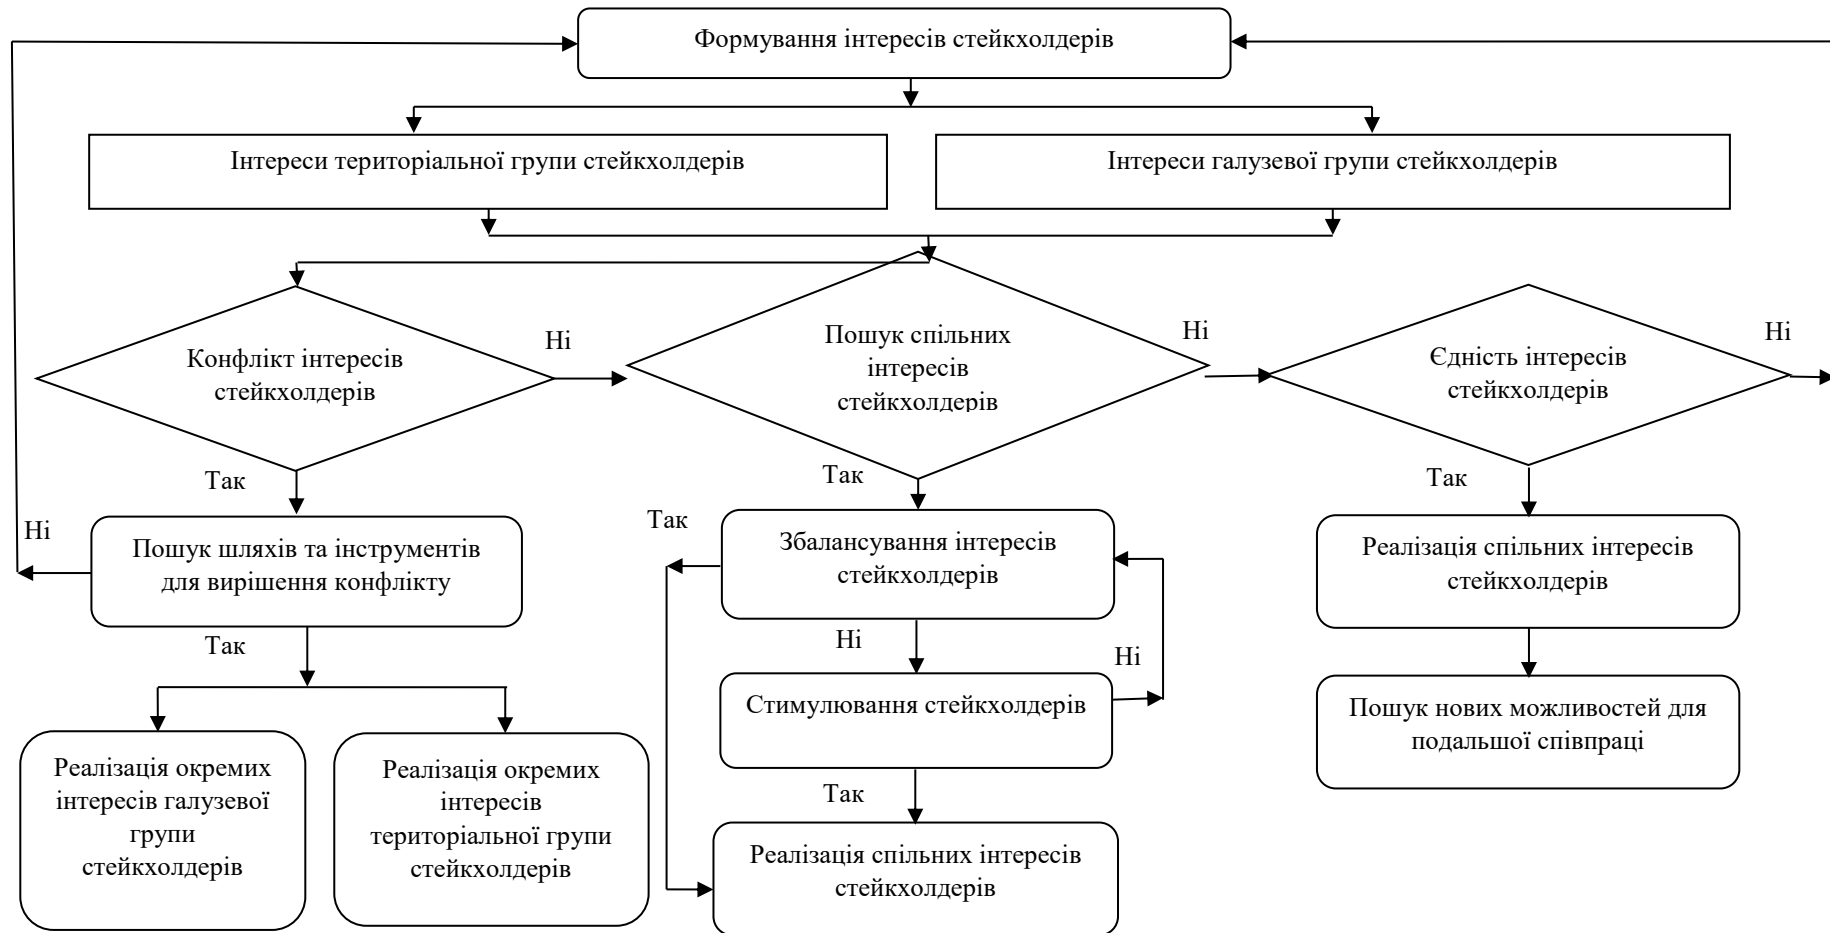 Формування інтересів стейкхолдерів
Інтереси територіальної групи стейкхолдерів
Інтереси галузевої групи стейкхолдерів
Конфлікт інтересів
стейкхолдерів
Ні
Пошук спільних
інтересів
стейкхолдерів
Ні
Єдність інтересів
стейкхолдерів
Ні
Так
Так
Так
Ні
Пошук шляхів та інструментів
для вирішення конфлікту
Так
Збалансування інтересів
стейкхолдерів
Реалізація спільних інтересів
стейкхолдерів
Так
Ні
Ні
Стимулювання стейкхолдерів
Пошук нових можливостей для
подальшої співпраці
Реалізація окремих
інтересів галузевої
групи
стейкхолдерів
Реалізація окремих
інтересів
територіальної групи
стейкхолдерів
Так
Реалізація спільних інтересів
стейкхолдерів